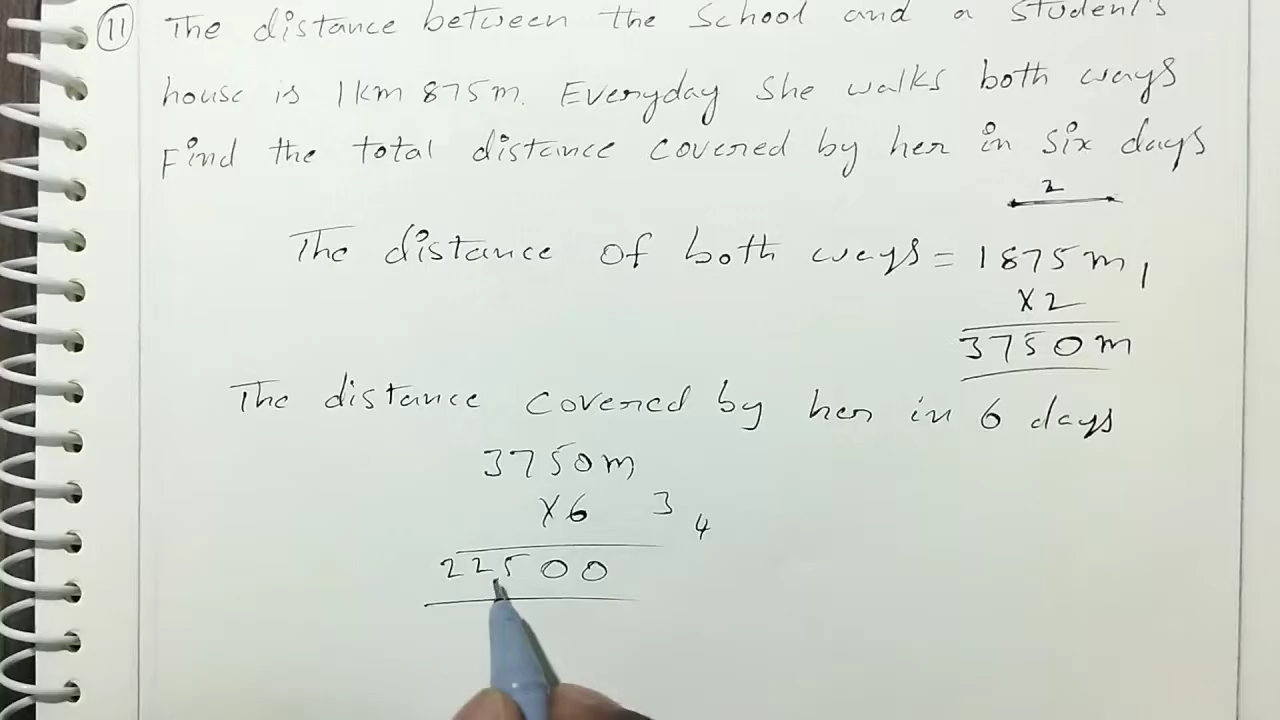 11 The distance between the School and a student's
house is 1km 875m. Everyday she walks both ways
Find the total distance covered by her in six days
2
The distance of both ways = 1875m 1
X2
3750m
The distance covered by her in 6 days
3750m
X6 3
4
22500